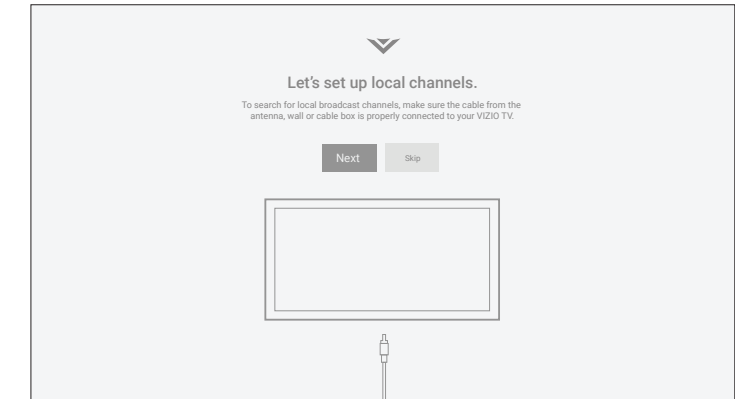 Let's set up local channels.
To search for local broadcast channels, make sure the cable from the
antenna, wall or cable box is properly connected to your VIZIO TV.
Next
Skip